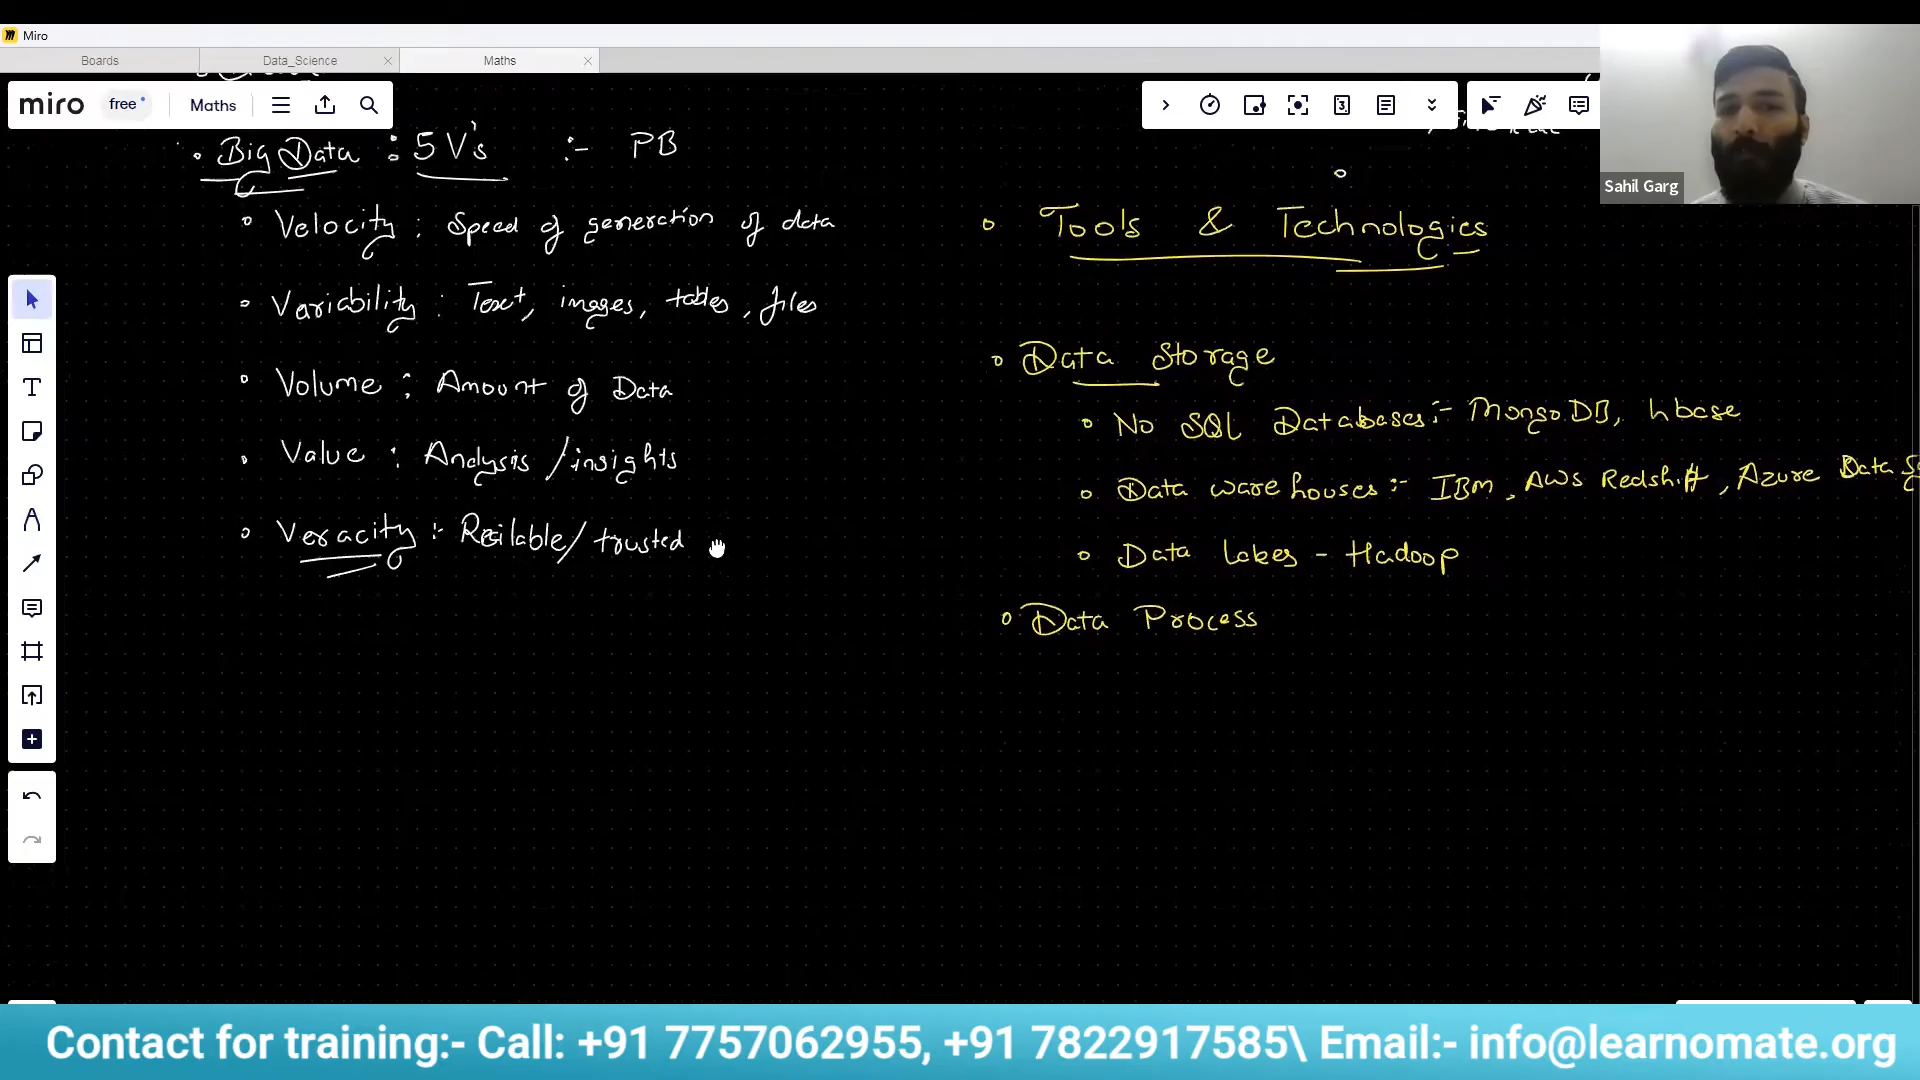 Miro
Boards
Data_Science
Maths
miro
free
Maths
Sahil Garg
Big Data : 5 V's :- PB
Velocity : Speed of generation of data
Variability : Text, images, tables, files
Volume : Amount of Data
Value : Analysis / insights
Veracity :- Reilable / trusted
Tools & Technologies
Data Storage
No SQL Databases :- MongoDB, hbase
Data warehouses :- IBM, AWS Redshift, Azure Data
Data Lakes - Hadoop
Data Process
Contact for training:- Call: +91 7757062955, +91 7822917585\ Email:- info@learnomate.org